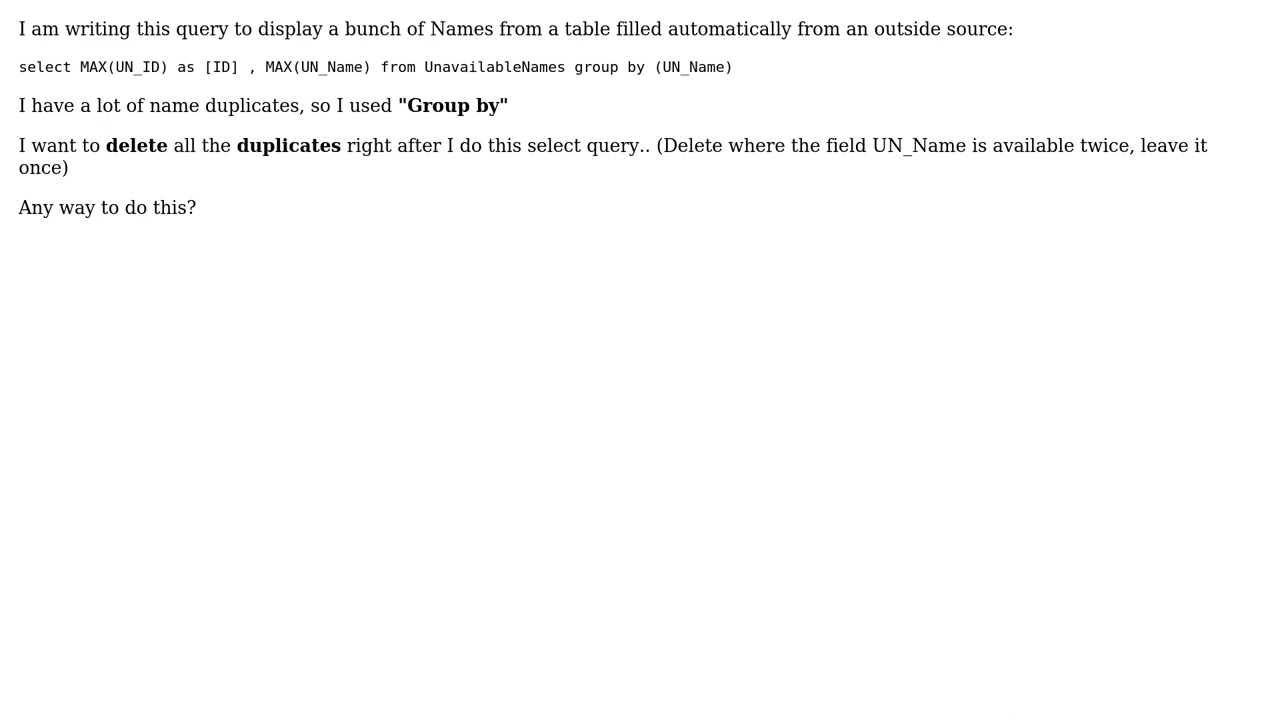 I am writing this query to display a bunch of Names from a table filled automatically from an outside source:
select MAX(UN_ID) as [ID] , MAX(UN_Name) from UnavailableNames group by (UN_Name)
I have a lot of name duplicates, so I used "Group by"
I want to delete all the duplicates right after I do this select query.. (Delete where the field UN_Name is available twice, leave it
once)
Any way to do this?